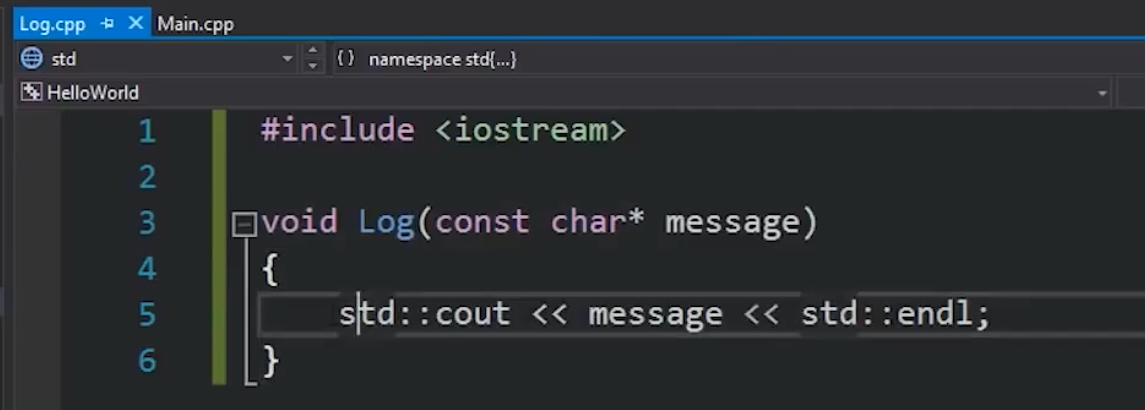 Log.cpp Main.cpp
std {} namespace std{...}
HelloWorld
1 #include <iostream>
2
3 void Log(const char* message)
4 {
5 std::cout << message << std::endl;
6 }